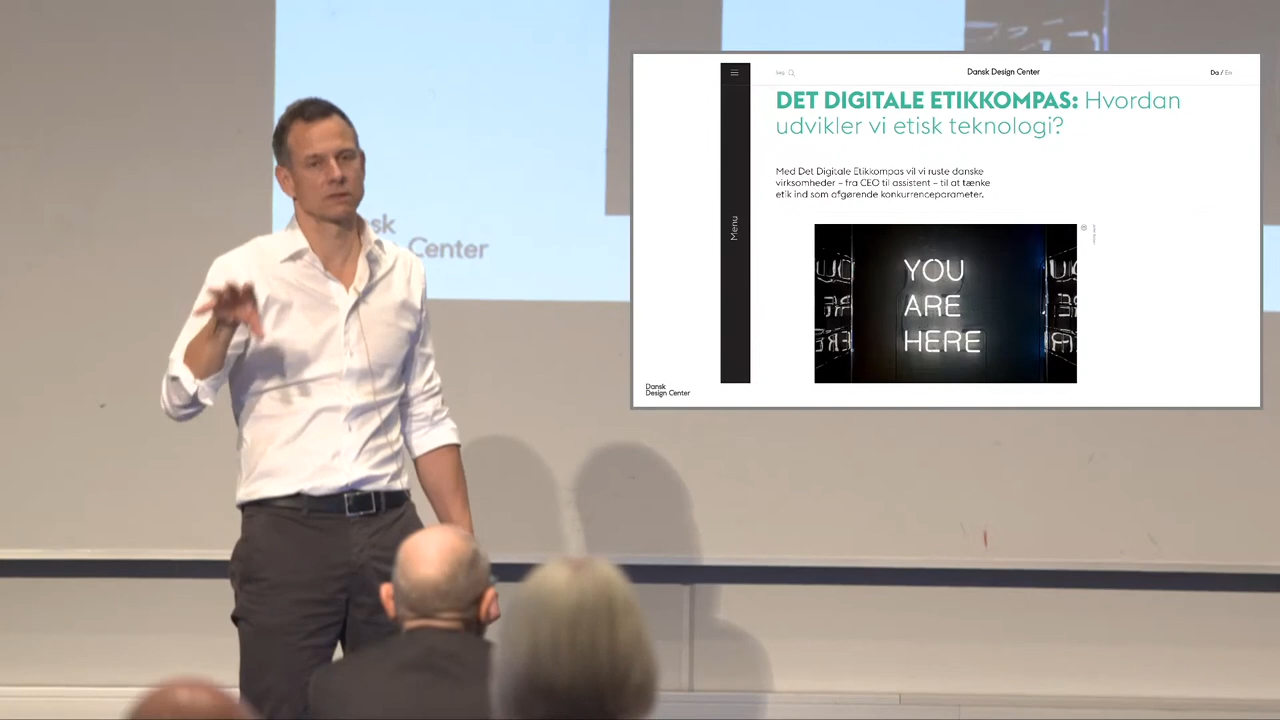 Dansk Design Center
Da / En
DET DIGITALE ETIKKOMPAS: Hvordan
udvikler vi etisk teknologi?
Med Det Digitale Etikkompas vil vi ruste danske
virksomheder – fra CEO til assistent – til at tænke
etik ind som afgørende konkurrenceparameter.
Menu
YOU
ARE
HERE
Dansk
Design Center
sk
Center